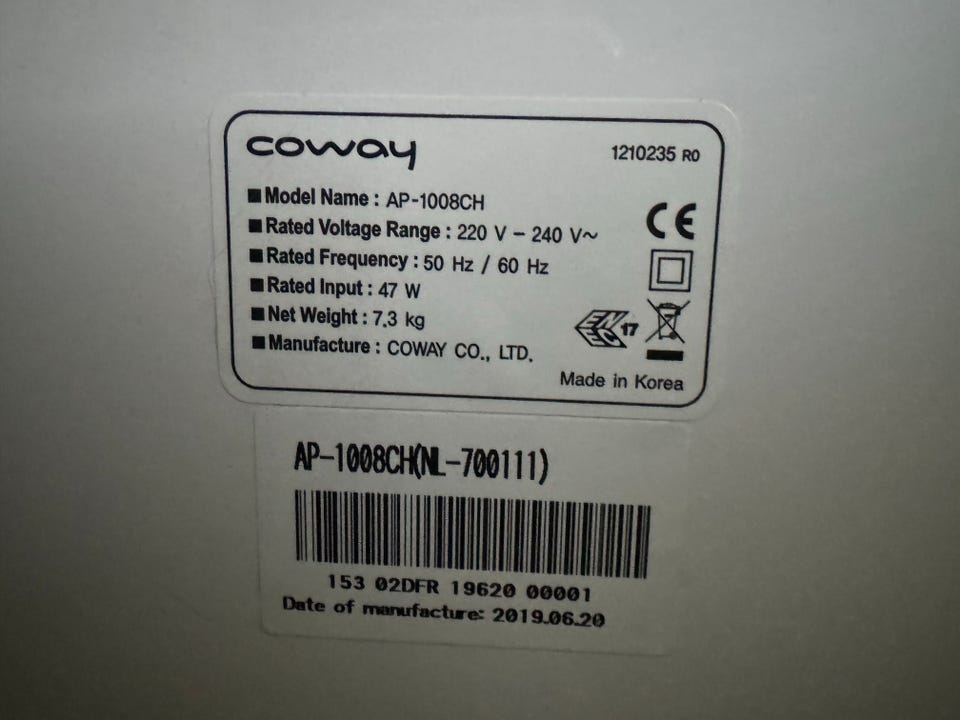 coway
1210235 R0
■ Model Name : AP-1008CH
■ Rated Voltage Range : 220 V – 240 V~
■ Rated Frequency : 50 Hz / 60 Hz
■ Rated Input : 47 W
■ Net Weight : 7.3 kg
■ Manufacture : COWAY CO., LTD.
CE
ENEC 17
Made in Korea
AP-1008CH(NL-700111)
153 02DFR 19620 00001
Date of manufacture: 2019.06.20